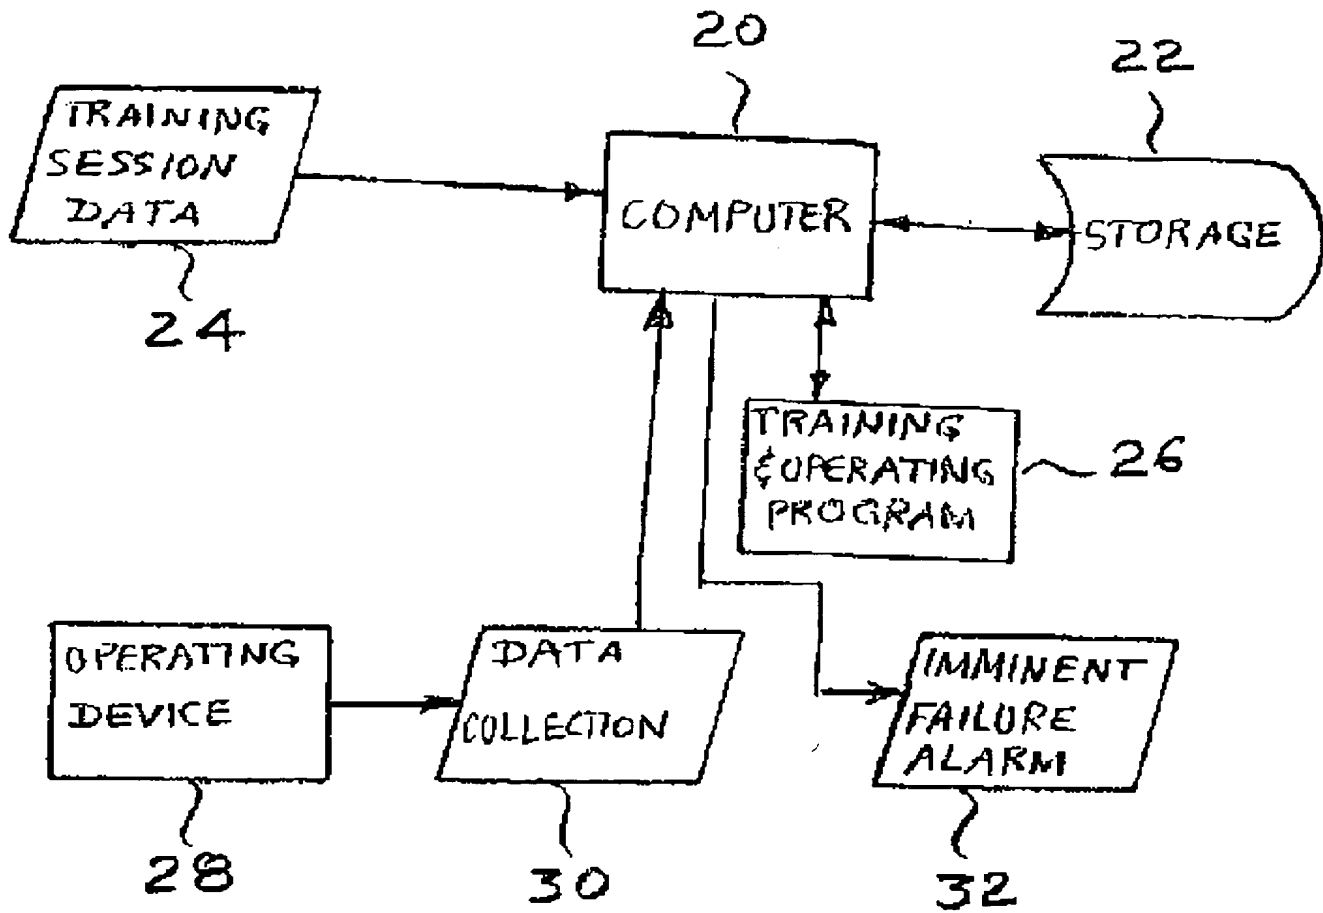 20
22
TRAINING
SESSION
DATA
COMPUTER
STORAGE
24
TRAINING
& OPERATING
PROGRAM
26
OPERATING
DEVICE
DATA
COLLECTION
IMMINENT
FAILURE
ALARM
28
30
32